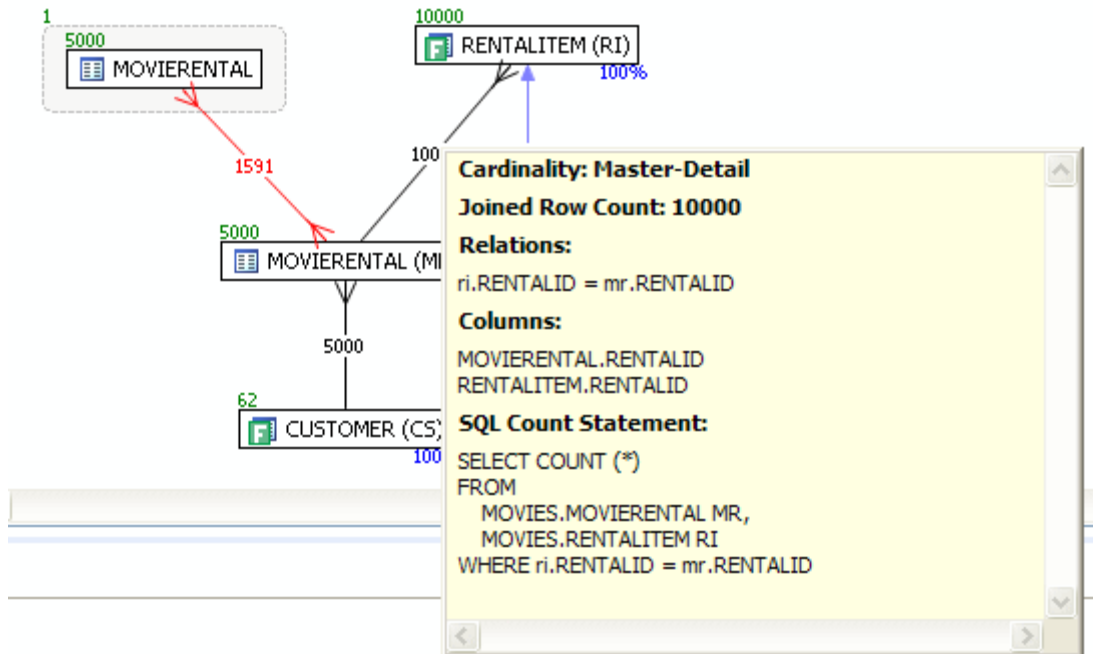 1
5000
MOVIERENTAL
10000
RENTALITEM (RI)
100%
1591
100
5000
MOVIERENTAL (M
5000
62
CUSTOMER (CS)
100
Cardinality: Master-Detail
Joined Row Count: 10000
Relations:
ri.RENTALID = mr.RENTALID
Columns:
MOVIERENTAL.RENTALID
RENTALITEM.RENTALID
SQL Count Statement:
SELECT COUNT (*)
FROM
MOVIES.MOVIERENTAL MR,
MOVIES.RENTALITEM RI
WHERE ri.RENTALID = mr.RENTALID